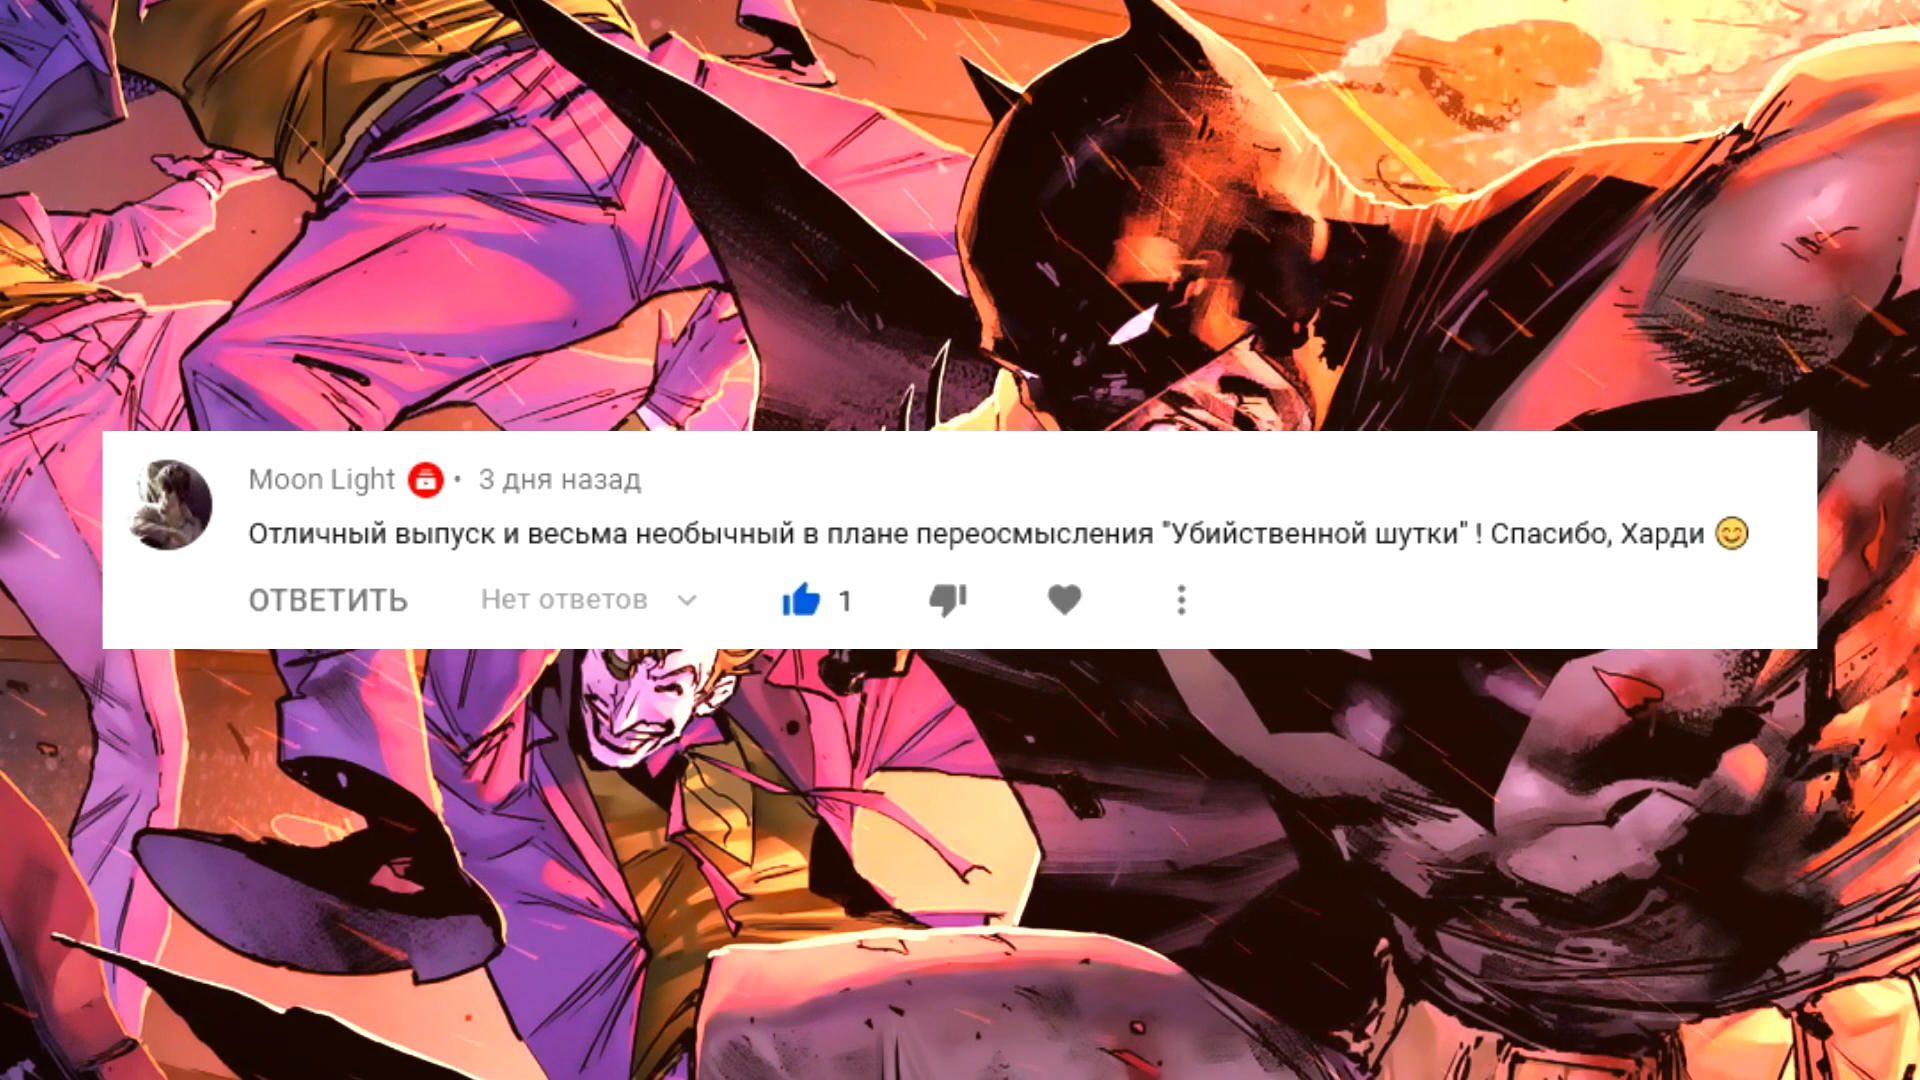 Moon Light • 3 дня назад
Отличный выпуск и весьма необычный в плане переосмысления "Убийственной шутки" ! Спасибо, Харди 😊
ОТВЕТИТЬ Нет ответов 1